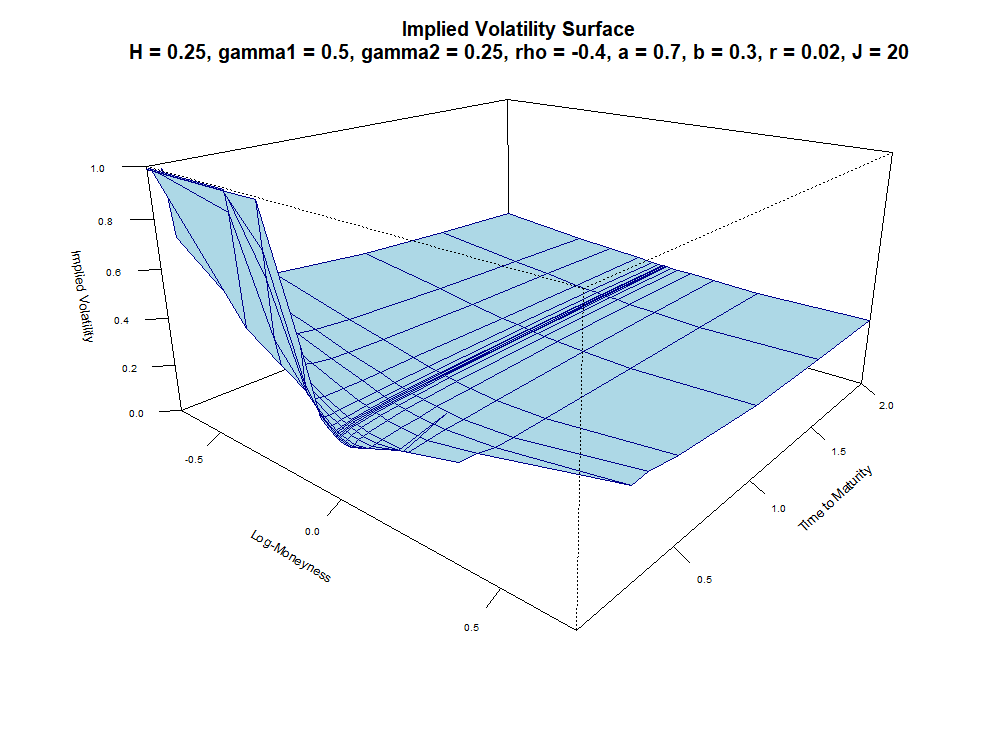 Implied Volatility Surface
H = 0.25, gamma1 = 0.5, gamma2 = 0.25, rho = -0.4, a = 0.7, b = 0.3, r = 0.02, J = 20
1.0
0.8
0.6
0.4
0.2
0.0
Implied Volatility
-0.5
0.0
0.5
Log-Moneyness
0.5
1.0
1.5
2.0
Time to Maturity